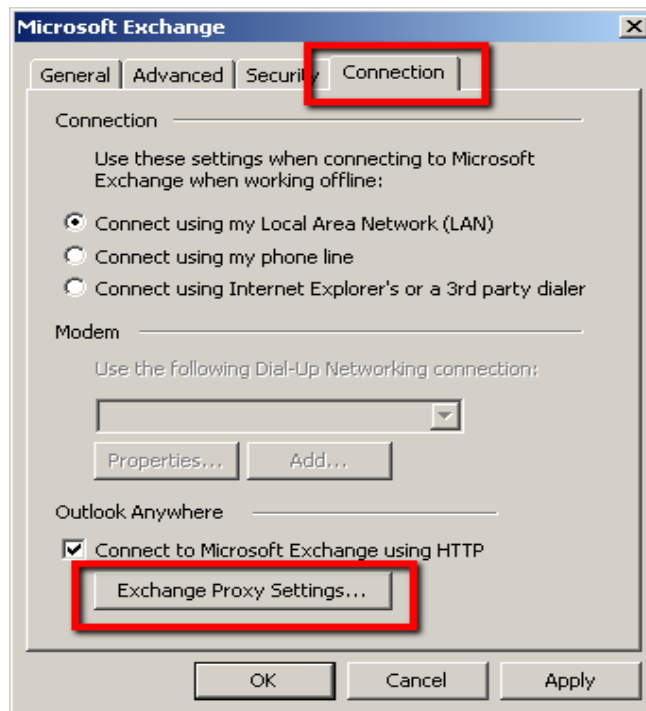 Microsoft Exchange
General Advanced Security Connection
Connection
Use these settings when connecting to Microsoft
Exchange when working offline:
Connect using my Local Area Network (LAN)
Connect using my phone line
Connect using Internet Explorer's or a 3rd party dialer
Modem
Use the following Dial-Up Networking connection:
Properties... Add...
Outlook Anywhere
Connect to Microsoft Exchange using HTTP
Exchange Proxy Settings...
OK Cancel Apply